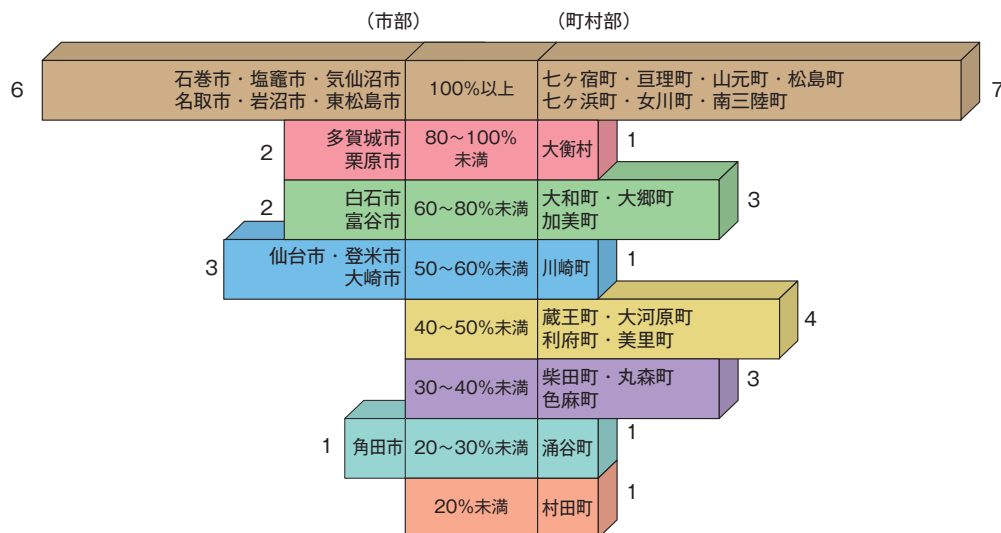 （市部）
（町村部）
6
石巻市・塩竈市・気仙沼市
名取市・岩沼市・東松島市
100%以上
七ヶ宿町・亘理町・山元町・松島町
七ヶ浜町・女川町・南三陸町
7
2
多賀城市
栗原市
80～100%
未満
大衡村
1
2
白石市
富谷市
60～80%未満
大和町・大郷町
加美町
3
3
仙台市・登米市
大崎市
50～60%未満
川崎町
1
40～50%未満
蔵王町・大河原町
利府町・美里町
4
30～40%未満
柴田町・丸森町
色麻町
3
1
角田市
20～30%未満
涌谷町
1
20%未満
村田町
1